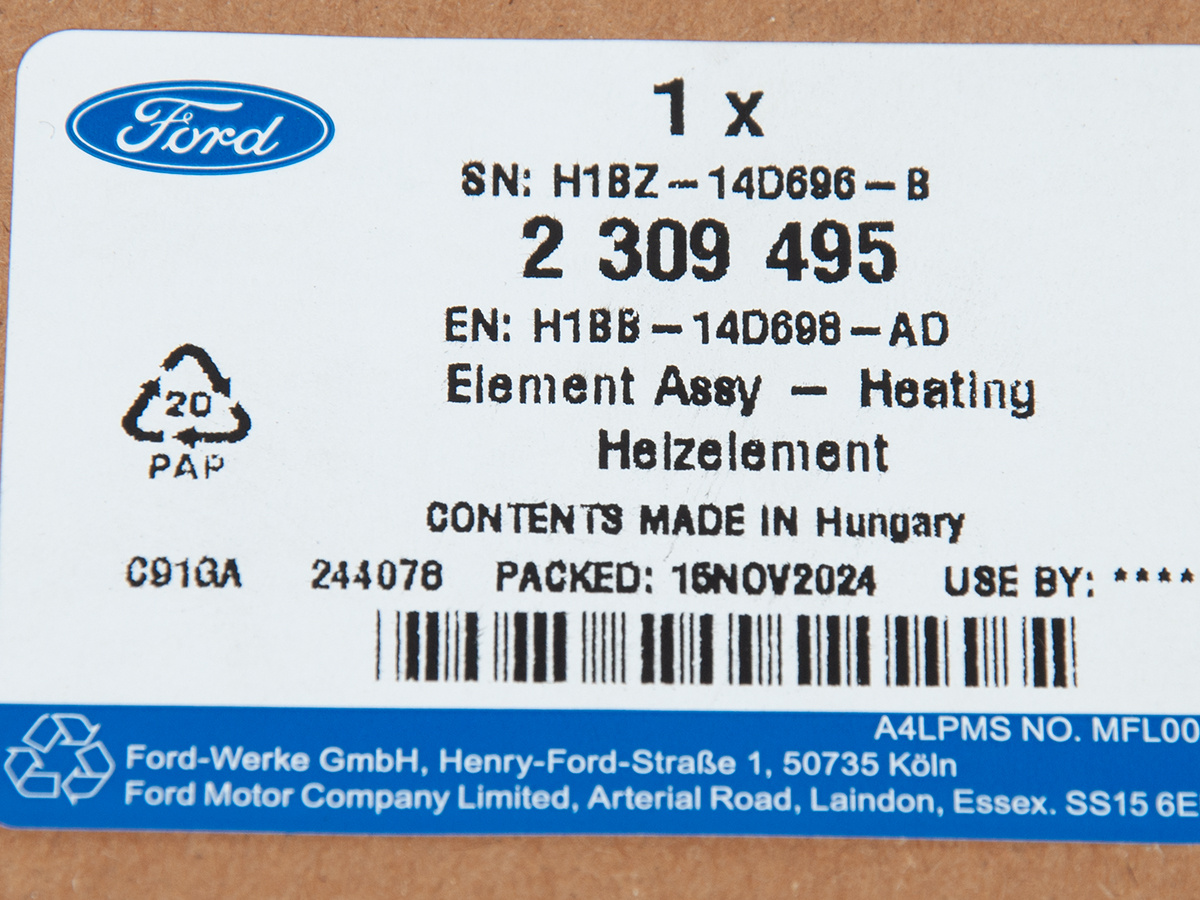 Ford
1 x
SN: H1BZ-14D696-B
2 309 495
EN: H1BB-14D698-AD
Element Assy - Heating
Heizelement
20
PAP
CONTENTS MADE IN Hungary
C91GA 244078 PACKED: 15NOV2024 USE BY: ****
A4LPMS NO. MFL00
Ford-Werke GmbH, Henry-Ford-Straße 1, 50735 Köln
Ford Motor Company Limited, Arterial Road, Laindon, Essex. SS15 6E